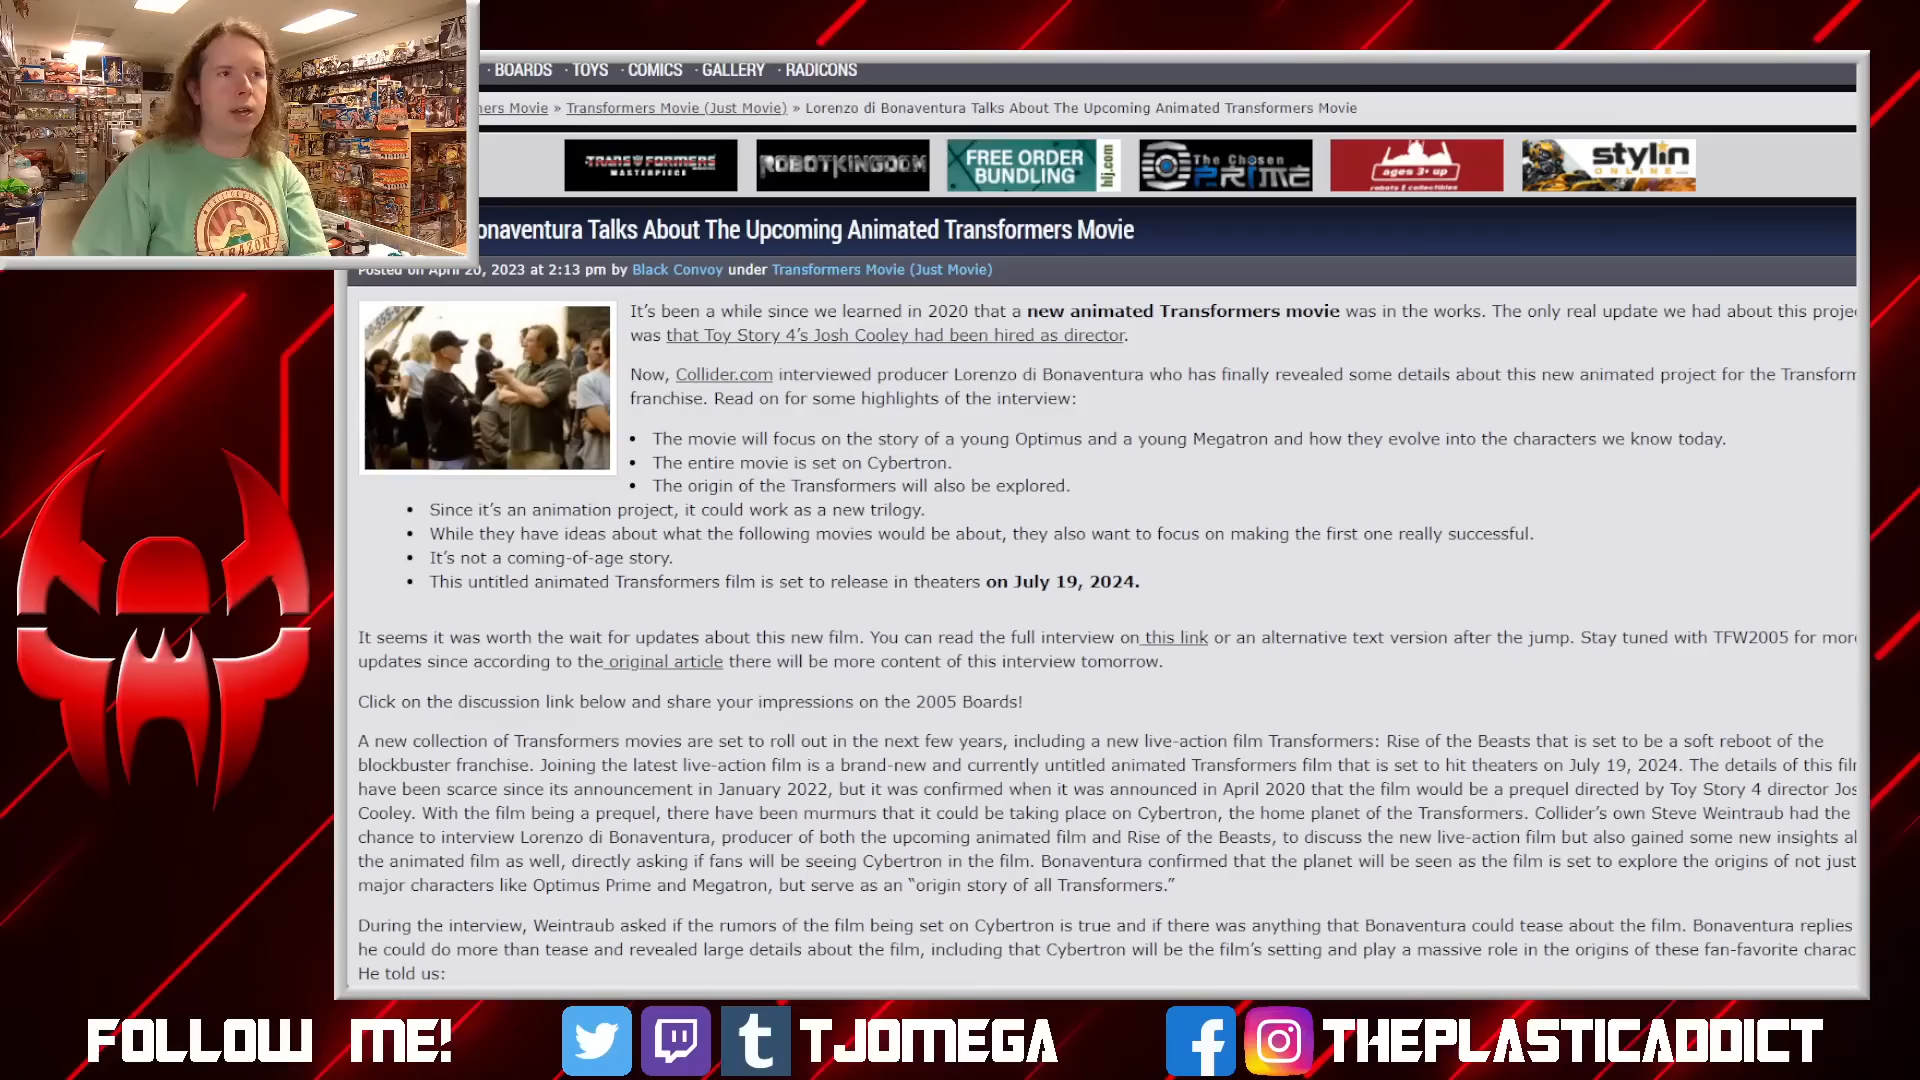 · BOARDS · TOYS · COMICS · GALLERY · RADICONS
ers Movie » Transformers Movie (Just Movie) » Lorenzo di Bonaventura Talks About The Upcoming Animated Transformers Movie
TRANSFORMERS MASTERPIECE
ROBOTKINGDOM
FREE ORDER BUNDLING hlj.com
The Chosen PRIME
ages 3+ up robots & collectibles
stylin ONLINE
onaventura Talks About The Upcoming Animated Transformers Movie
Posted on April 20, 2023 at 2:13 pm by Black Convoy under Transformers Movie (Just Movie)
It's been a while since we learned in 2020 that a new animated Transformers movie was in the works. The only real update we had about this proje
was that Toy Story 4's Josh Cooley had been hired as director.
Now, Collider.com interviewed producer Lorenzo di Bonaventura who has finally revealed some details about this new animated project for the Transform
franchise. Read on for some highlights of the interview:
• The movie will focus on the story of a young Optimus and a young Megatron and how they evolve into the characters we know today.
• The entire movie is set on Cybertron.
• The origin of the Transformers will also be explored.
• Since it's an animation project, it could work as a new trilogy.
• While they have ideas about what the following movies would be about, they also want to focus on making the first one really successful.
• It's not a coming-of-age story.
• This untitled animated Transformers film is set to release in theaters on July 19, 2024.
It seems it was worth the wait for updates about this new film. You can read the full interview on this link or an alternative text version after the jump. Stay tuned with TFW2005 for more
updates since according to the original article there will be more content of this interview tomorrow.
Click on the discussion link below and share your impressions on the 2005 Boards!
A new collection of Transformers movies are set to roll out in the next few years, including a new live-action film Transformers: Rise of the Beasts that is set to be a soft reboot of the
blockbuster franchise. Joining the latest live-action film is a brand-new and currently untitled animated Transformers film that is set to hit theaters on July 19, 2024. The details of this fil
have been scarce since its announcement in January 2022, but it was confirmed when it was announced in April 2020 that the film would be a prequel directed by Toy Story 4 director Jos
Cooley. With the film being a prequel, there have been murmurs that it could be taking place on Cybertron, the home planet of the Transformers. Collider's own Steve Weintraub had the
chance to interview Lorenzo di Bonaventura, producer of both the upcoming animated film and Rise of the Beasts, to discuss the new live-action film but also gained some new insights a
the animated film as well, directly asking if fans will be seeing Cybertron in the film. Bonaventura confirmed that the planet will be seen as the film is set to explore the origins of not just
major characters like Optimus Prime and Megatron, but serve as an "origin story of all Transformers."
During the interview, Weintraub asked if the rumors of the film being set on Cybertron is true and if there was anything that Bonaventura could tease about the film. Bonaventura replies
he could do more than tease and revealed large details about the film, including that Cybertron will be the film's setting and play a massive role in the origins of these fan-favorite charac
He told us:
FOLLOW ME! TJOMEGA THEPLASTICADDICT